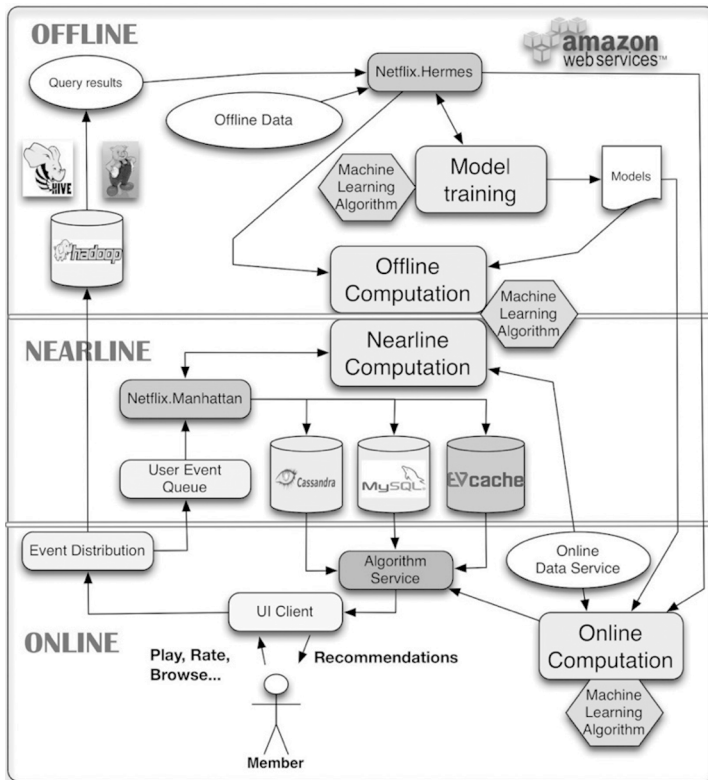 OFFLINE
amazon
webservices™
Query results
Netflix.Hermes
Offline Data
HIVE
Machine
Learning
Algorithm
Model
training
Models
hadoop
Offline
Computation
Machine
Learning
Algorithm
NEARLINE
Nearline
Computation
Netflix.Manhattan
User Event
Queue
Cassandra
MySQL
EVcache
Event Distribution
Algorithm
Service
Online
Data Service
UI Client
ONLINE
Play, Rate,
Browse...
Recommendations
Online
Computation
Machine
Learning
Algorithm
Member